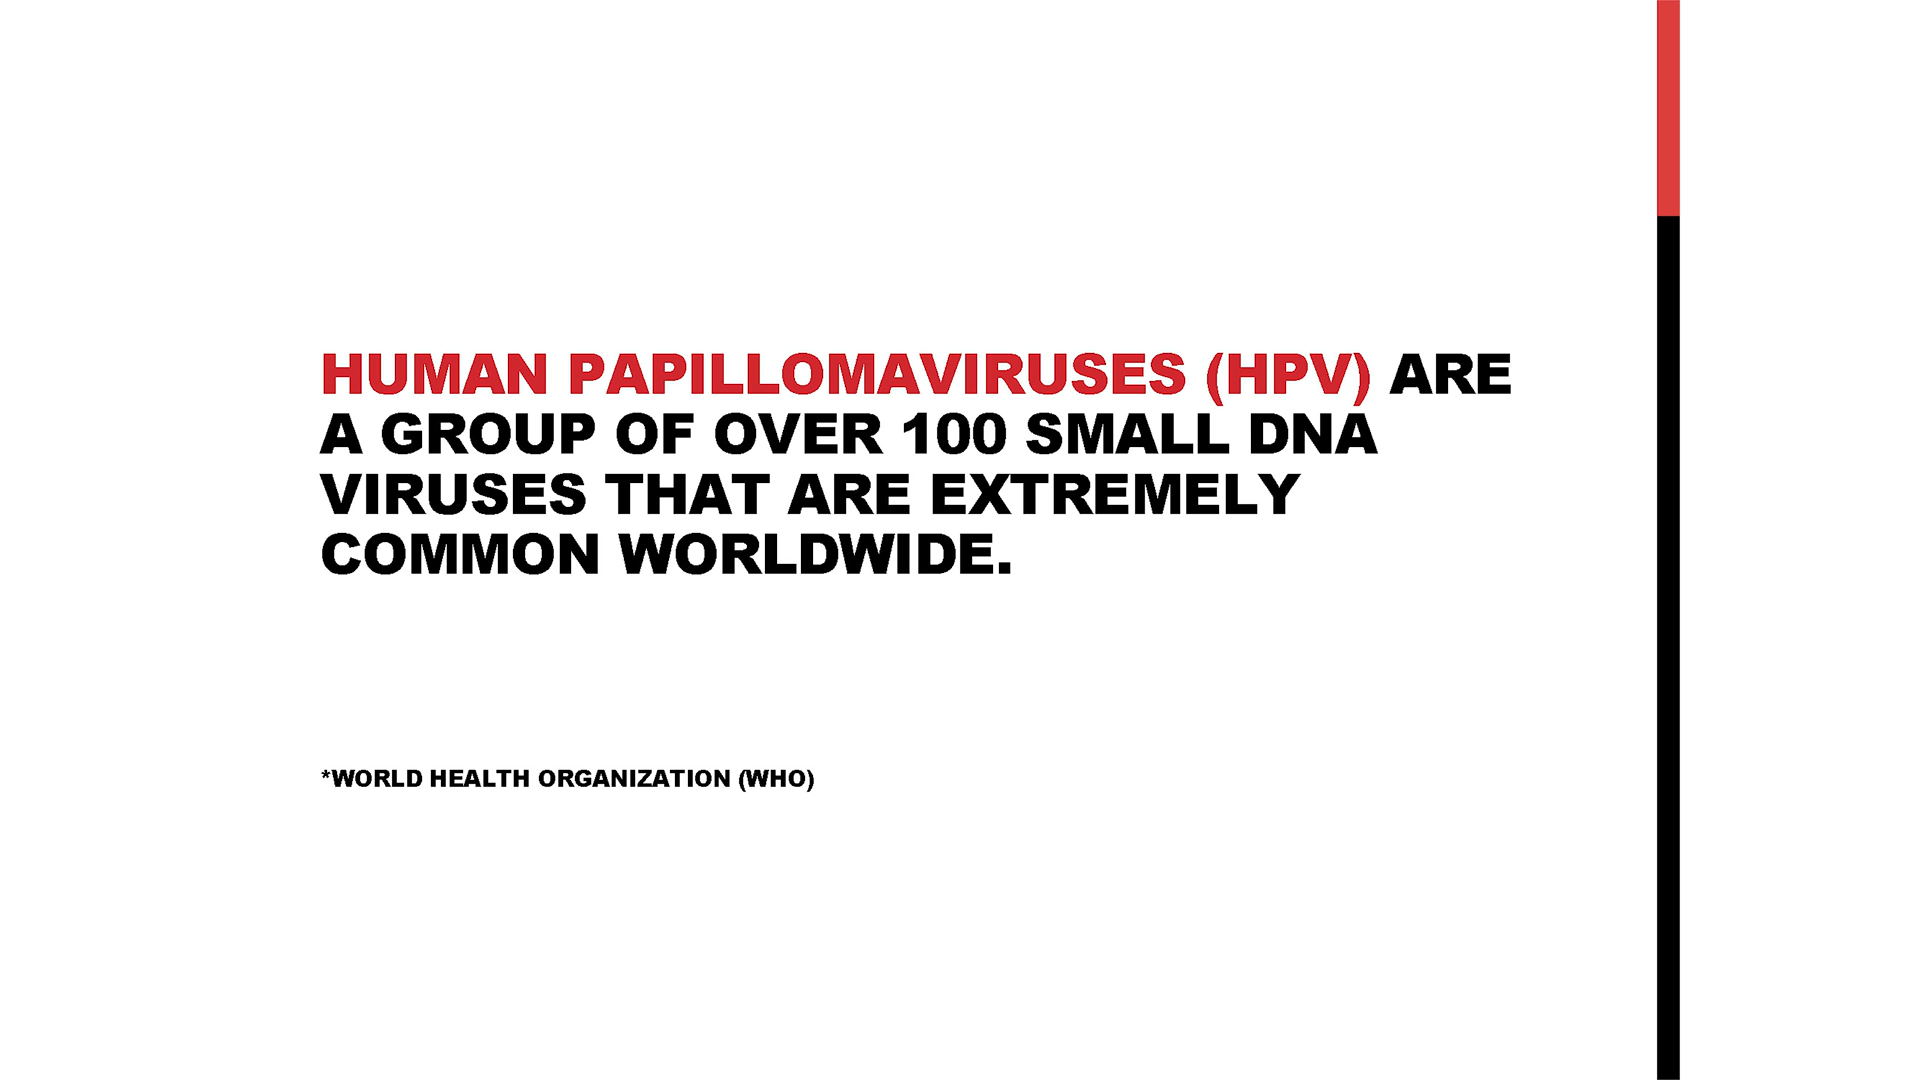 HUMAN PAPILLOMAVIRUSES (HPV) ARE
A GROUP OF OVER 100 SMALL DNA
VIRUSES THAT ARE EXTREMELY
COMMON WORLDWIDE.
*WORLD HEALTH ORGANIZATION (WHO)